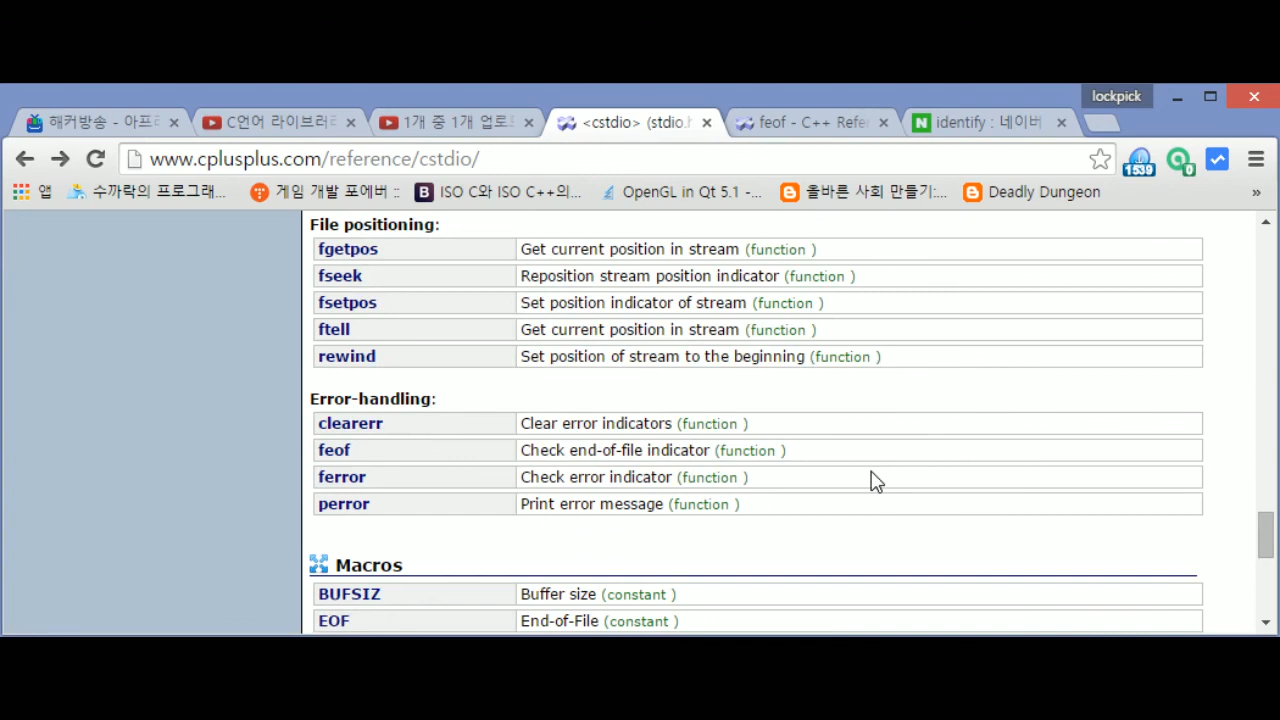 lockpick
해커방송 - 아프리
C언어 라이브러리
1개 중 1개 업로드
<cstdio> (stdio.h
feof - C++ Refer
identify : 네이버
www.cplusplus.com/reference/cstdio/
1539
0
앱 수까락의 프로그래... 게임 개발 포에버 :: B ISO C와 ISO C++의... OpenGL in Qt 5.1 -... 올바른 사회 만들기:... Deadly Dungeon »
File positioning:
fgetpos Get current position in stream (function )
fseek Reposition stream position indicator (function )
fsetpos Set position indicator of stream (function )
ftell Get current position in stream (function )
rewind Set position of stream to the beginning (function )
Error-handling:
clearerr Clear error indicators (function )
feof Check end-of-file indicator (function )
ferror Check error indicator (function )
perror Print error message (function )
Macros
BUFSIZ Buffer size (constant )
EOF End-of-File (constant )